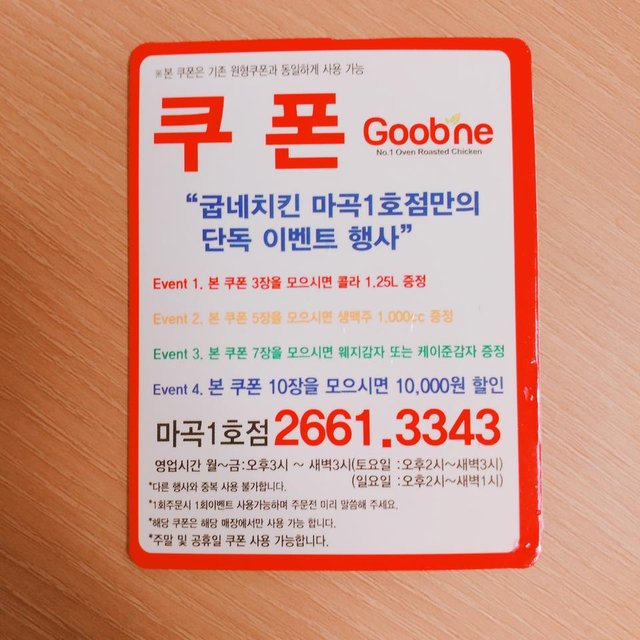 ※본 쿠폰은 기존 원형쿠폰과 동일하게 사용 가능
쿠 폰
Goobne
No.1 Oven Roasted Chicken
“굽네치킨 마곡1호점만의
단독 이벤트 행사”
Event 1. 본 쿠폰 3장을 모으시면 콜라 1.25L 증정
Event 2. 본 쿠폰 5장을 모으시면 생맥주 1,000cc 증정
Event 3. 본 쿠폰 7장을 모으시면 웨지감자 또는 케이준감자 증정
Event 4. 본 쿠폰 10장을 모으시면 10,000원 할인
마곡1호점 2661.3343
영업시간 월~금:오후3시 ~ 새벽3시(토요일 :오후2시~새벽3시)
(일요일 :오후2시~새벽1시)
*다른 행사와 중복 사용 불가합니다.
*1회주문시 1회이벤트 사용가능하며 주문전 미리 말씀해 주세요.
*해당 쿠폰은 해당 매장에서만 사용 가능 합니다.
*주말 및 공휴일 쿠폰 사용 가능합니다.